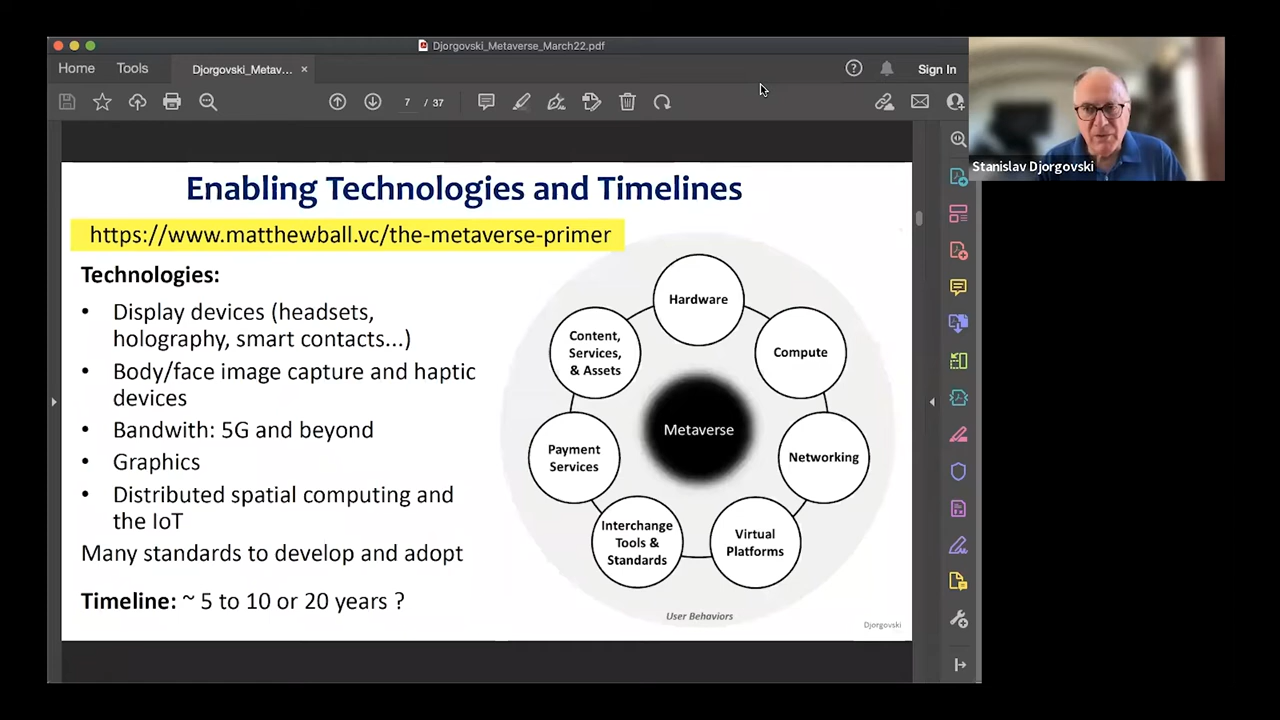 Djorgovski_Metaverse_March22.pdf
Home
Tools
Djorgovski_Metav...
×
Sign In
7 / 37
Stanislav Djorgovski
Enabling Technologies and Timelines
https://www.matthewball.vc/the-metaverse-primer
Technologies:
• Display devices (headsets,
holography, smart contacts...)
• Body/face image capture and haptic
devices
• Bandwith: 5G and beyond
• Graphics
• Distributed spatial computing and
the IoT
Many standards to develop and adopt
Timeline: ~ 5 to 10 or 20 years ?
Hardware
Compute
Networking
Virtual
Platforms
Interchange
Tools &
Standards
Payment
Services
Content,
Services,
& Assets
Metaverse
User Behaviors
Djorgovski